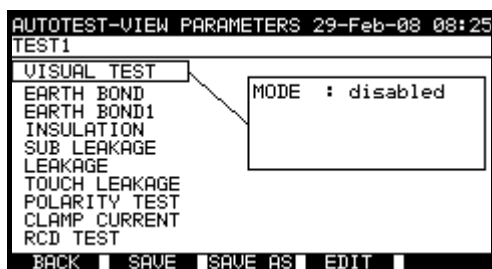 AUTOTEST-VIEW PARAMETERS 29-Feb-08 08:25
TEST1
VISUAL TEST
MODE : disabled
EARTH BOND
EARTH BOND1
INSULATION
SUB LEAKAGE
LEAKAGE
TOUCH LEAKAGE
POLARITY TEST
CLAMP CURRENT
RCD TEST
BACK SAVE SAVE AS EDIT